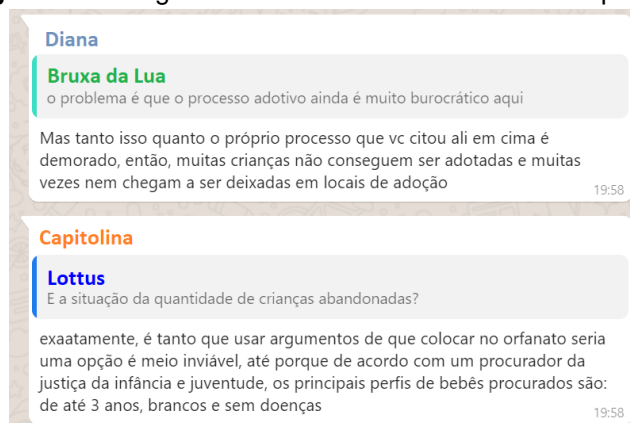 Diana
Bruxa da Lua
o problema é que o processo adotivo ainda é muito burocrático aqui
Mas tanto isso quanto o próprio processo que vc citou ali em cima é
demorado, então, muitas crianças não conseguem ser adotadas e muitas
vezes nem chegam a ser deixadas em locais de adoção
19:58
Capitolina
Lottus
E a situação da quantidade de crianças abandonadas?
exaatamente, é tanto que usar argumentos de que colocar no orfanato seria
uma opção é meio inviável, até porque de acordo com um procurador da
justiça da infância e juventude, os principais perfis de bebês procurados são:
de até 3 anos, brancos e sem doenças
19:58